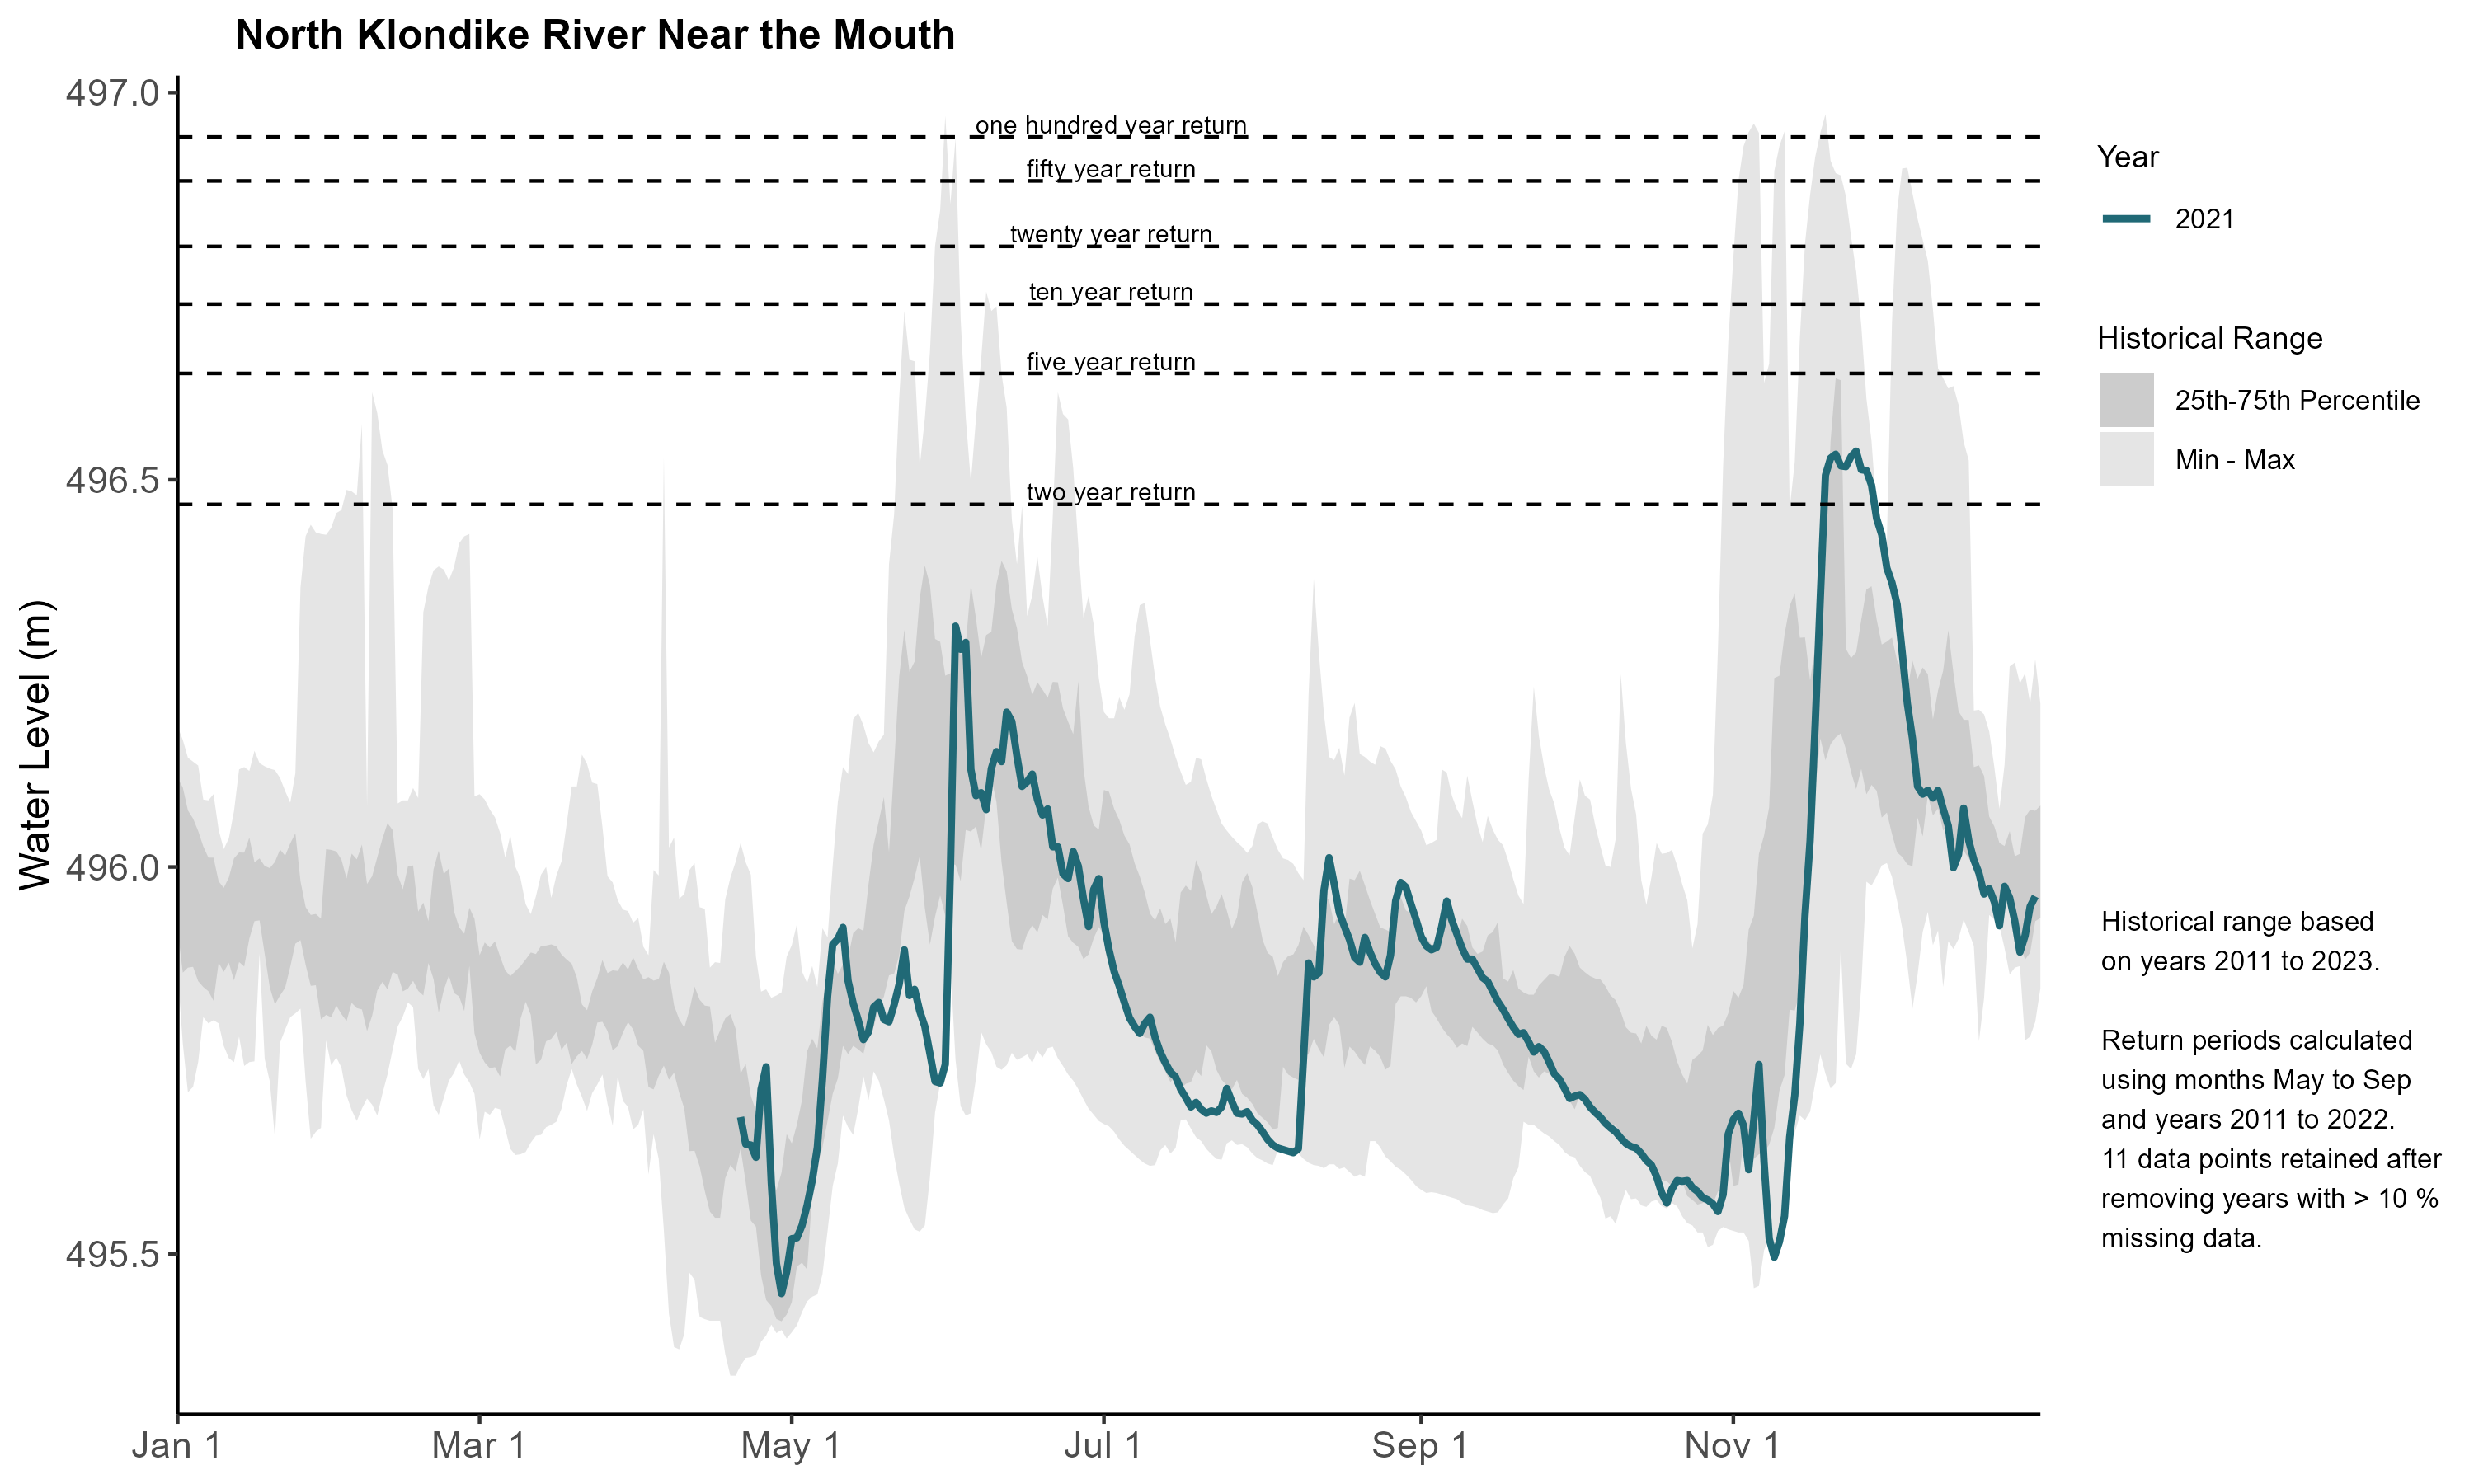 North Klondike River Near the Mouth
497.0
496.5
496.0
495.5
Water Level (m)
one hundred year return
fifty year return
twenty year return
ten year return
five year return
two year return
Jan 1
Mar 1
May 1
Jul 1
Sep 1
Nov 1
Year
2021
Historical Range
25th-75th Percentile
Min - Max
Historical range based
on years 2011 to 2023.
Return periods calculated
using months May to Sep
and years 2011 to 2022.
11 data points retained after
removing years with > 10 %
missing data.